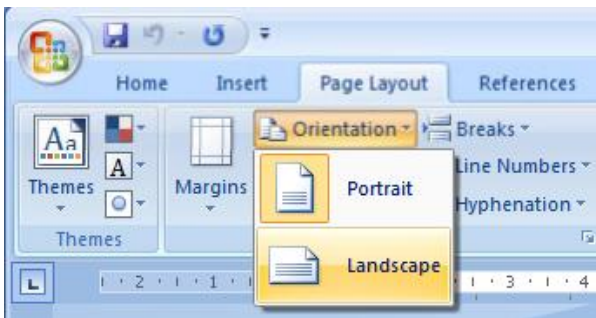 Home Insert Page Layout References
Aa Orientation Breaks
A Line Numbers
Themes Margins Portrait Hyphenation
Themes
Landscape
L 2 1 3 4